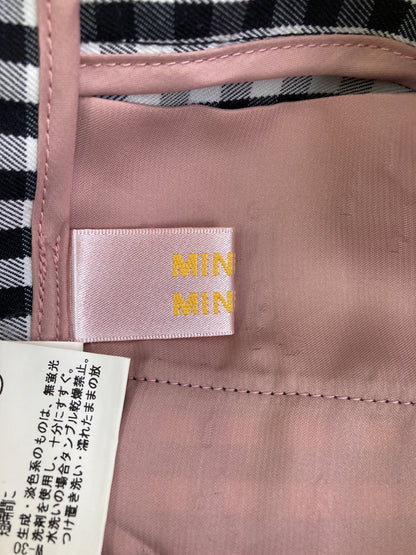 MIN
MIN
生成・淡色系のものは、無蛍光
洗剤を使用し、十分にすすぐ。
水洗いの場合タンブル乾燥禁止。
つけ置き洗い・濡れたままの放